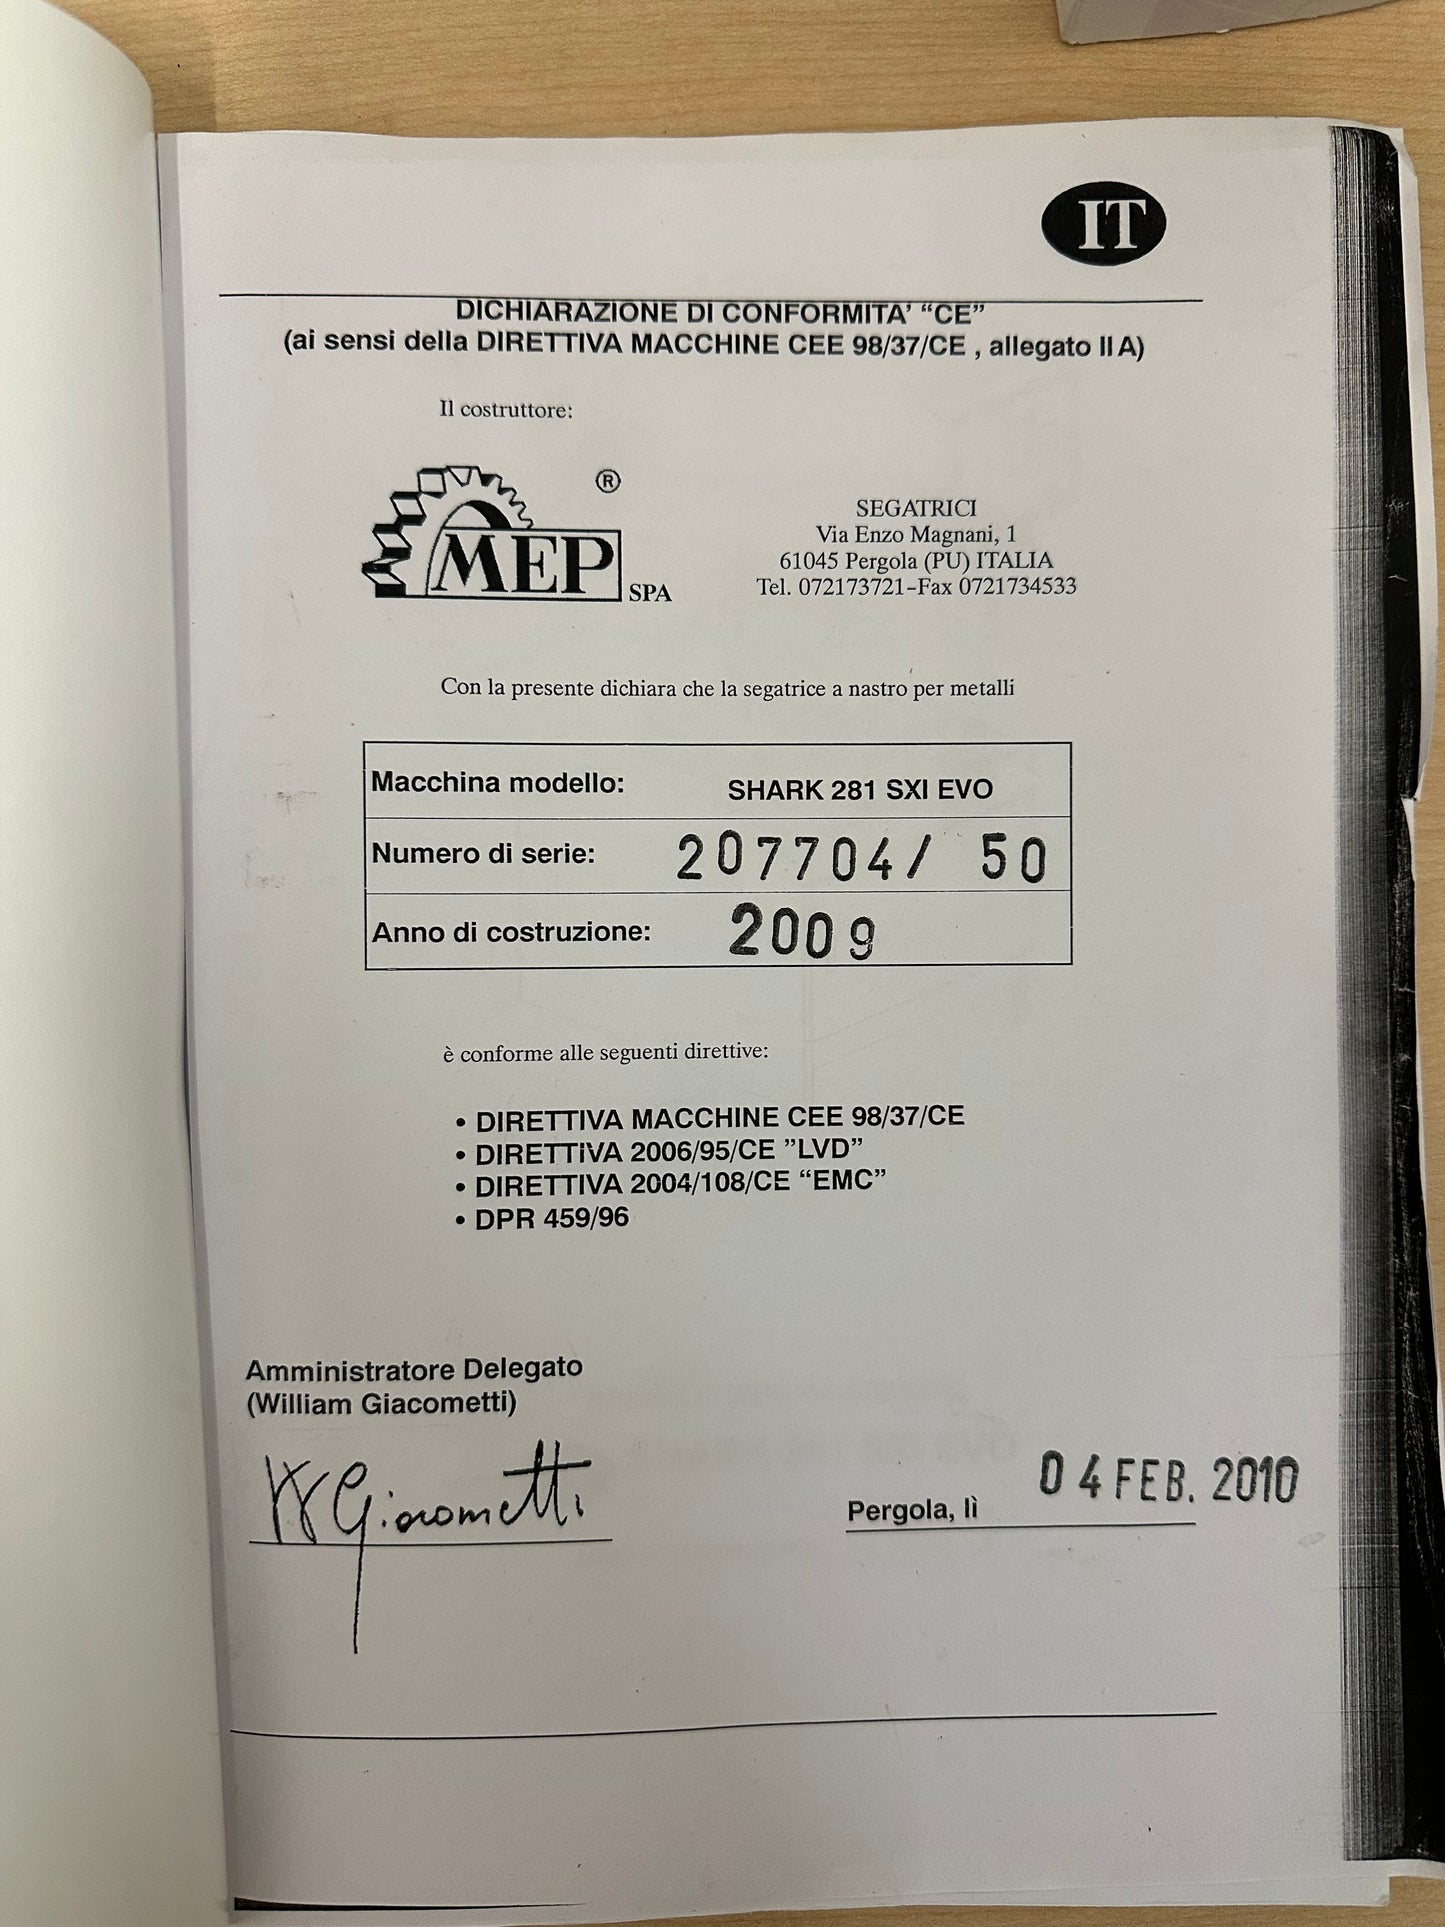 IT
DICHIARAZIONE DI CONFORMITA' “CE”
(ai sensi della DIRETTIVA MACCHINE CEE 98/37/CE , allegato II A)
Il costruttore:
®
MEP SPA
SEGATRICI
Via Enzo Magnani, 1
61045 Pergola (PU) ITALIA
Tel. 072173721-Fax 0721734533
Con la presente dichiara che la segatrice a nastro per metalli
Macchina modello: SHARK 281 SXI EVO
Numero di serie: 207704/ 50
Anno di costruzione: 2009
è conforme alle seguenti direttive:
• DIRETTIVA MACCHINE CEE 98/37/CE
• DIRETTIVA 2006/95/CE ”LVD”
• DIRETTIVA 2004/108/CE “EMC”
• DPR 459/96
Amministratore Delegato
(William Giacometti)
W Giacometti
Pergola, lì 04 FEB. 2010